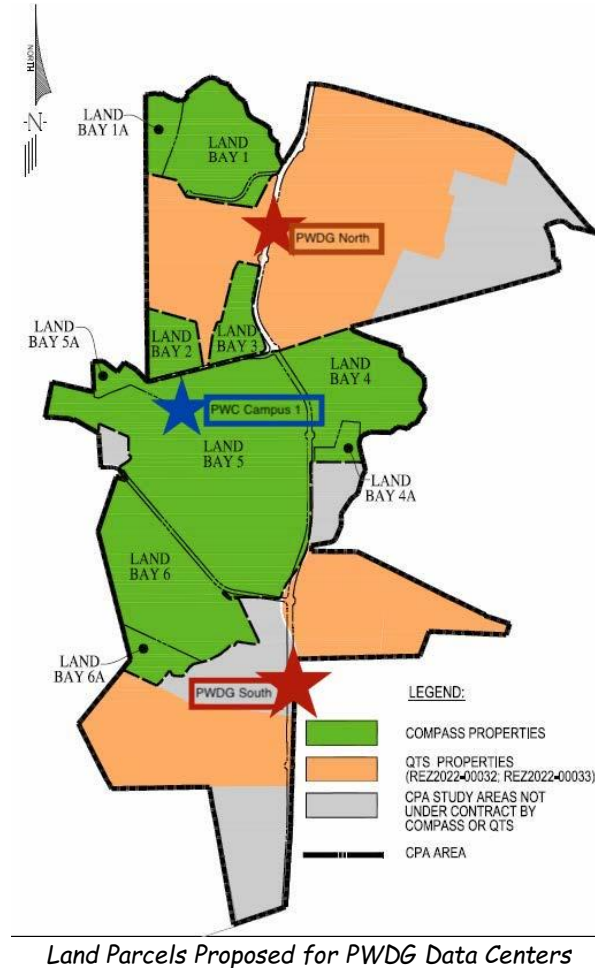 NORTH
-N-
LAND
BAY 1A
LAND
BAY 1
PWDG North
LAND
BAY 2
LAND
BAY 3
LAND
BAY 5A
LAND
BAY 4
PWC Campus 1
LAND
BAY 5
LAND
BAY 4A
LAND
BAY 6
LAND
BAY 6A
PWDG South
LEGEND:
COMPASS PROPERTIES
QTS PROPERTIES
(REZ2022-00032; REZ2022-00033)
CPA STUDY AREAS NOT
UNDER CONTRACT BY
COMPASS OR QTS
CPA AREA
Land Parcels Proposed for PWDG Data Centers